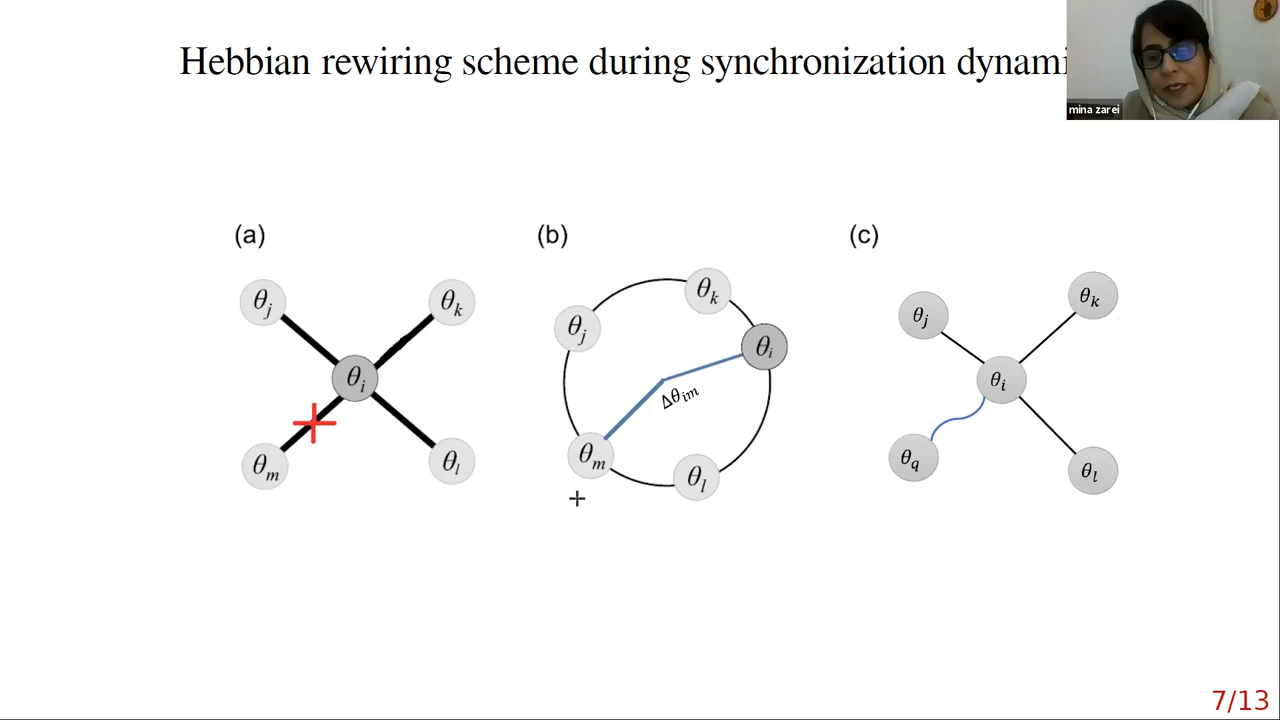 Hebbian rewiring scheme during synchronization dynami
mina zarei
(a)
(b)
(c)
θj
θk
θi
θm
θl
θk
θj
θi
Δθim
θm
θl
θj
θk
θi
θq
θl
7/13